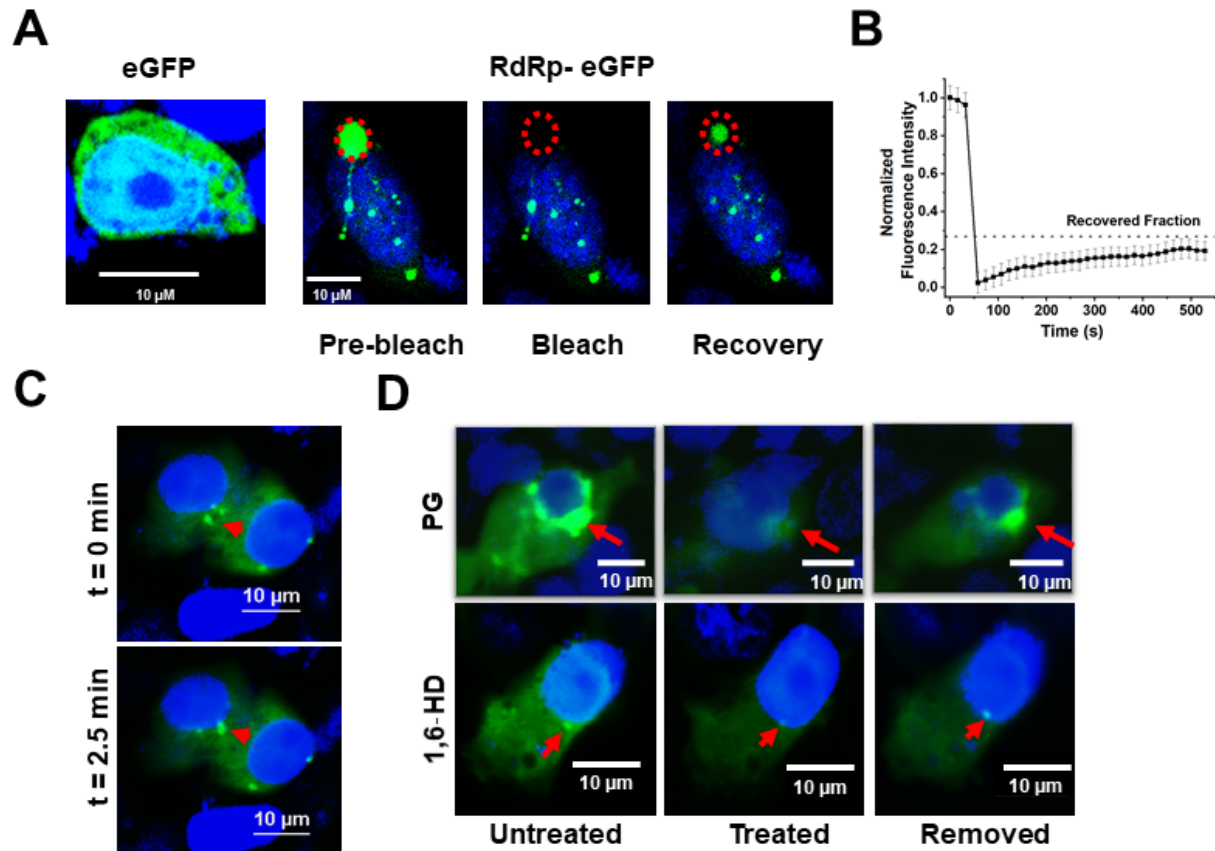 A
eGFP
RdRp- eGFP
10 µM
10 µm
Pre-bleach
Bleach
Recovery
B
Normalized
Fluorescence Intensity
1.0
0.8
0.6
0.4
0.2
0.0
Recovered Fraction
0
100
200
300
400
500
Time (s)
C
t = 0 min
10 µm
t = 2.5 min
10 µm
D
PG
10 µm
10 µm
10 µm
1,6-HD
10 µm
10 µm
10 µm
Untreated
Treated
Removed